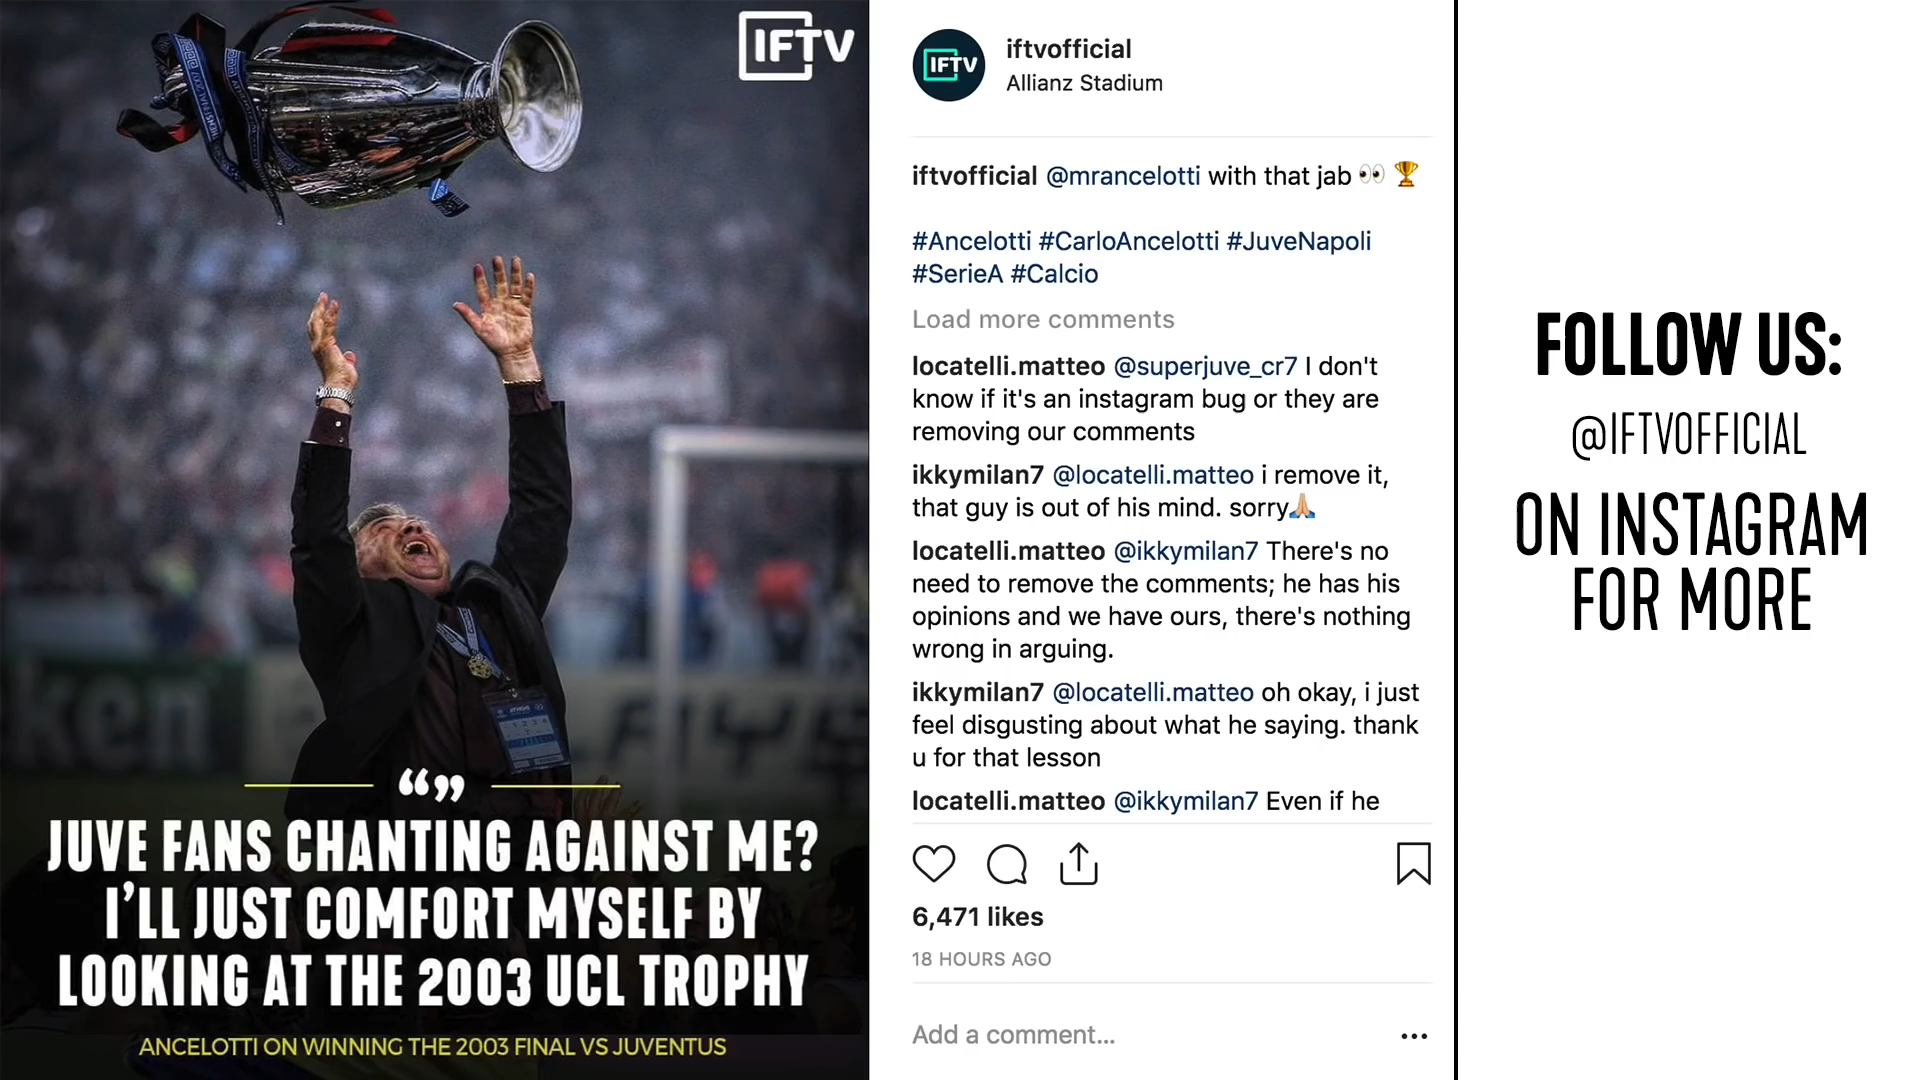 IFTV
“”
JUVE FANS CHANTING AGAINST ME?
I'LL JUST COMFORT MYSELF BY
LOOKING AT THE 2003 UCL TROPHY
ANCELOTTI ON WINNING THE 2003 FINAL VS JUVENTUS
IFTV
iftvofficial
Allianz Stadium
iftvofficial @mrancelotti with that jab 👀 🏆
#Ancelotti #CarloAncelotti #JuveNapoli
#SerieA #Calcio
Load more comments
locatelli.matteo @superjuve_cr7 I don't
know if it's an instagram bug or they are
removing our comments
ikkymilan7 @locatelli.matteo i remove it,
that guy is out of his mind. sorry🙏🏼
locatelli.matteo @ikkymilan7 There's no
need to remove the comments; he has his
opinions and we have ours, there's nothing
wrong in arguing.
ikkymilan7 @locatelli.matteo oh okay, i just
feel disgusting about what he saying. thank
u for that lesson
locatelli.matteo @ikkymilan7 Even if he
6,471 likes
18 HOURS AGO
Add a comment...
FOLLOW US:
@IFTVOFFICIAL
ON INSTAGRAM
FOR MORE